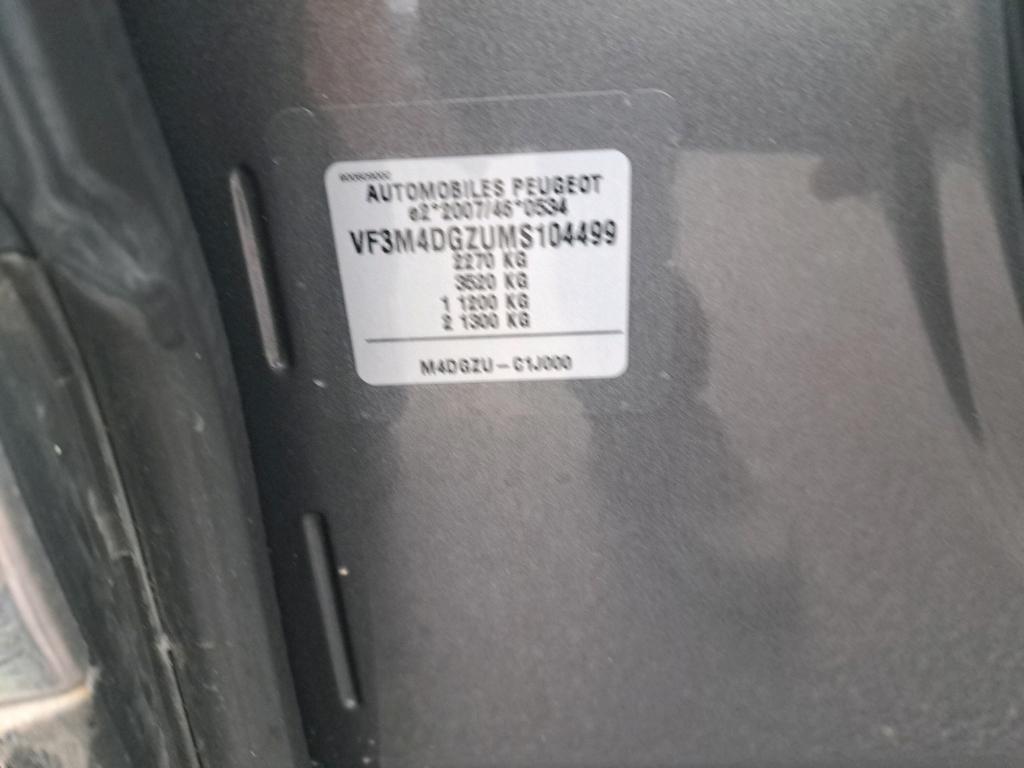 AUTOMOBILES PEUGEOT
e2*2007/46*0534
VF3M4DGZUMS104499
2270 KG
3520 KG
1 1200 KG
2 1300 KG
M4DGZU - C1J000